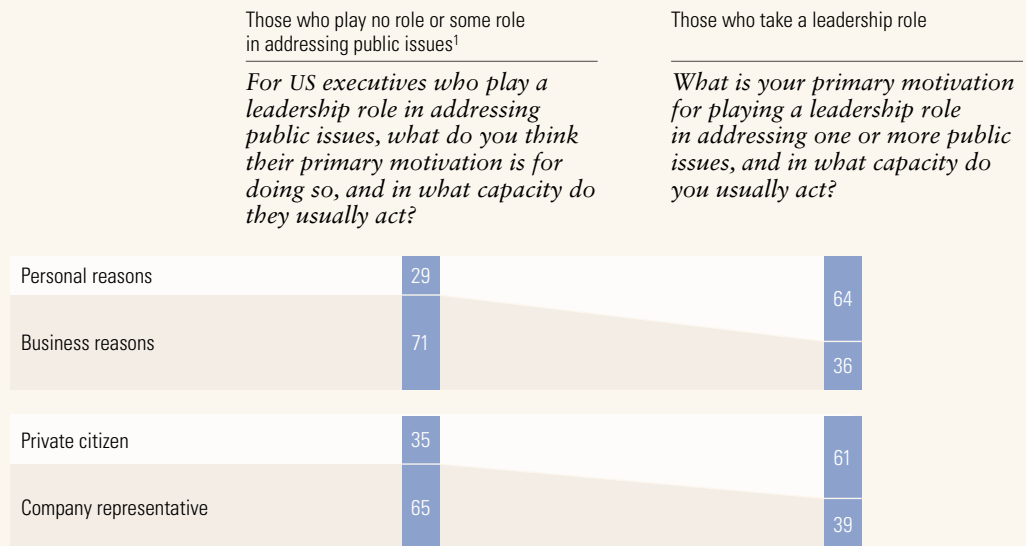 Those who play no role or some role
in addressing public issues¹
For US executives who play a
leadership role in addressing
public issues, what do you think
their primary motivation is for
doing so, and in what capacity do
they usually act?
Those who take a leadership role
What is your primary motivation
for playing a leadership role
in addressing one or more public
issues, and in what capacity do
you usually act?
Personal reasons 29 64
Business reasons 71 36
Private citizen 35 61
Company representative 65 39